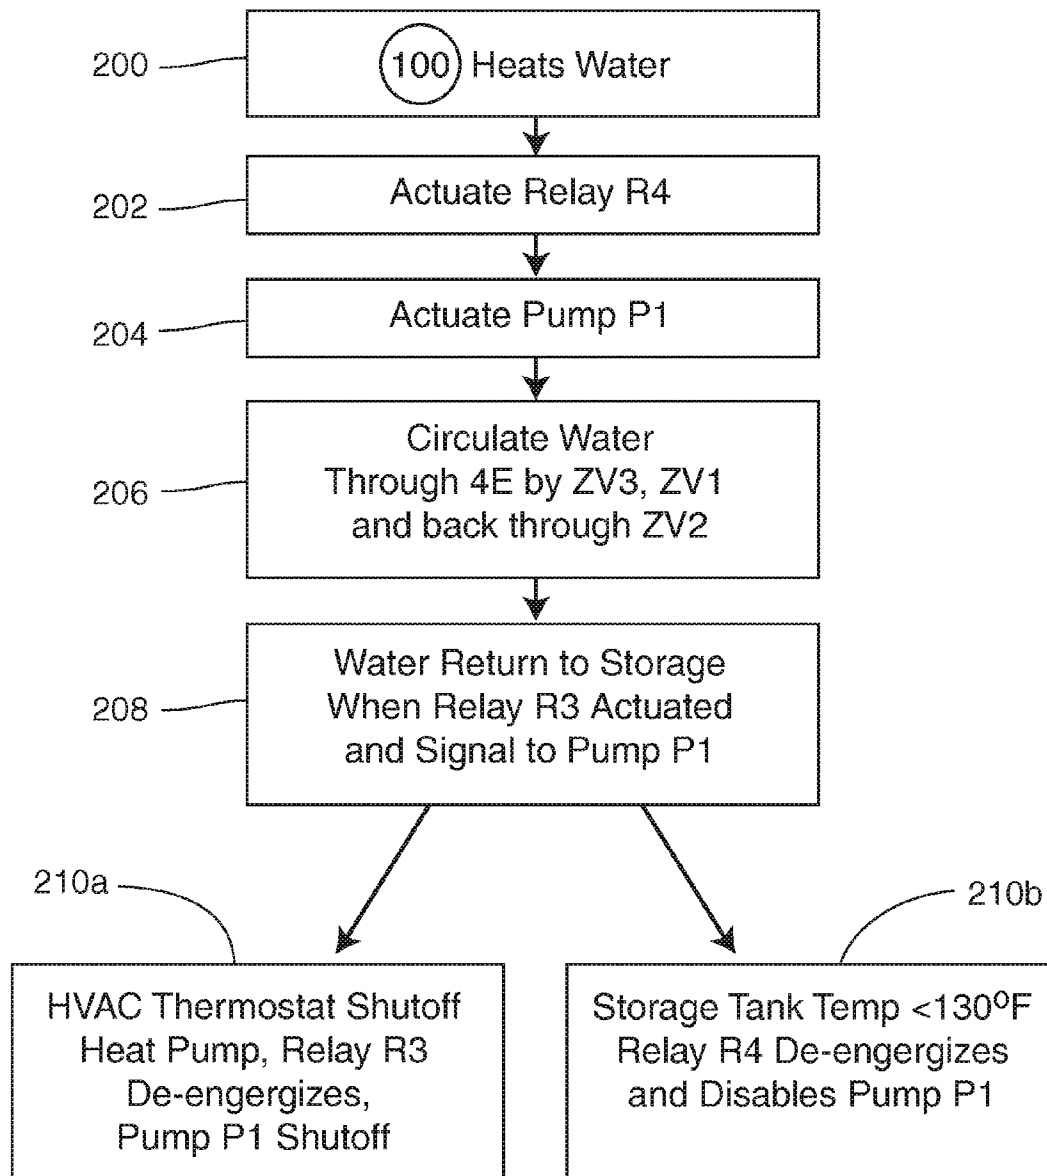 200
100 Heats Water
202
Actuate Relay R4
204
Actuate Pump P1
206
Circulate Water
Through 4E by ZV3, ZV1
and back through ZV2
208
Water Return to Storage
When Relay R3 Actuated
and Signal to Pump P1
210a
210b
HVAC Thermostat Shutoff
Heat Pump, Relay R3
De-engergizes,
Pump P1 Shutoff
Storage Tank Temp <130°F
Relay R4 De-engergizes
and Disables Pump P1